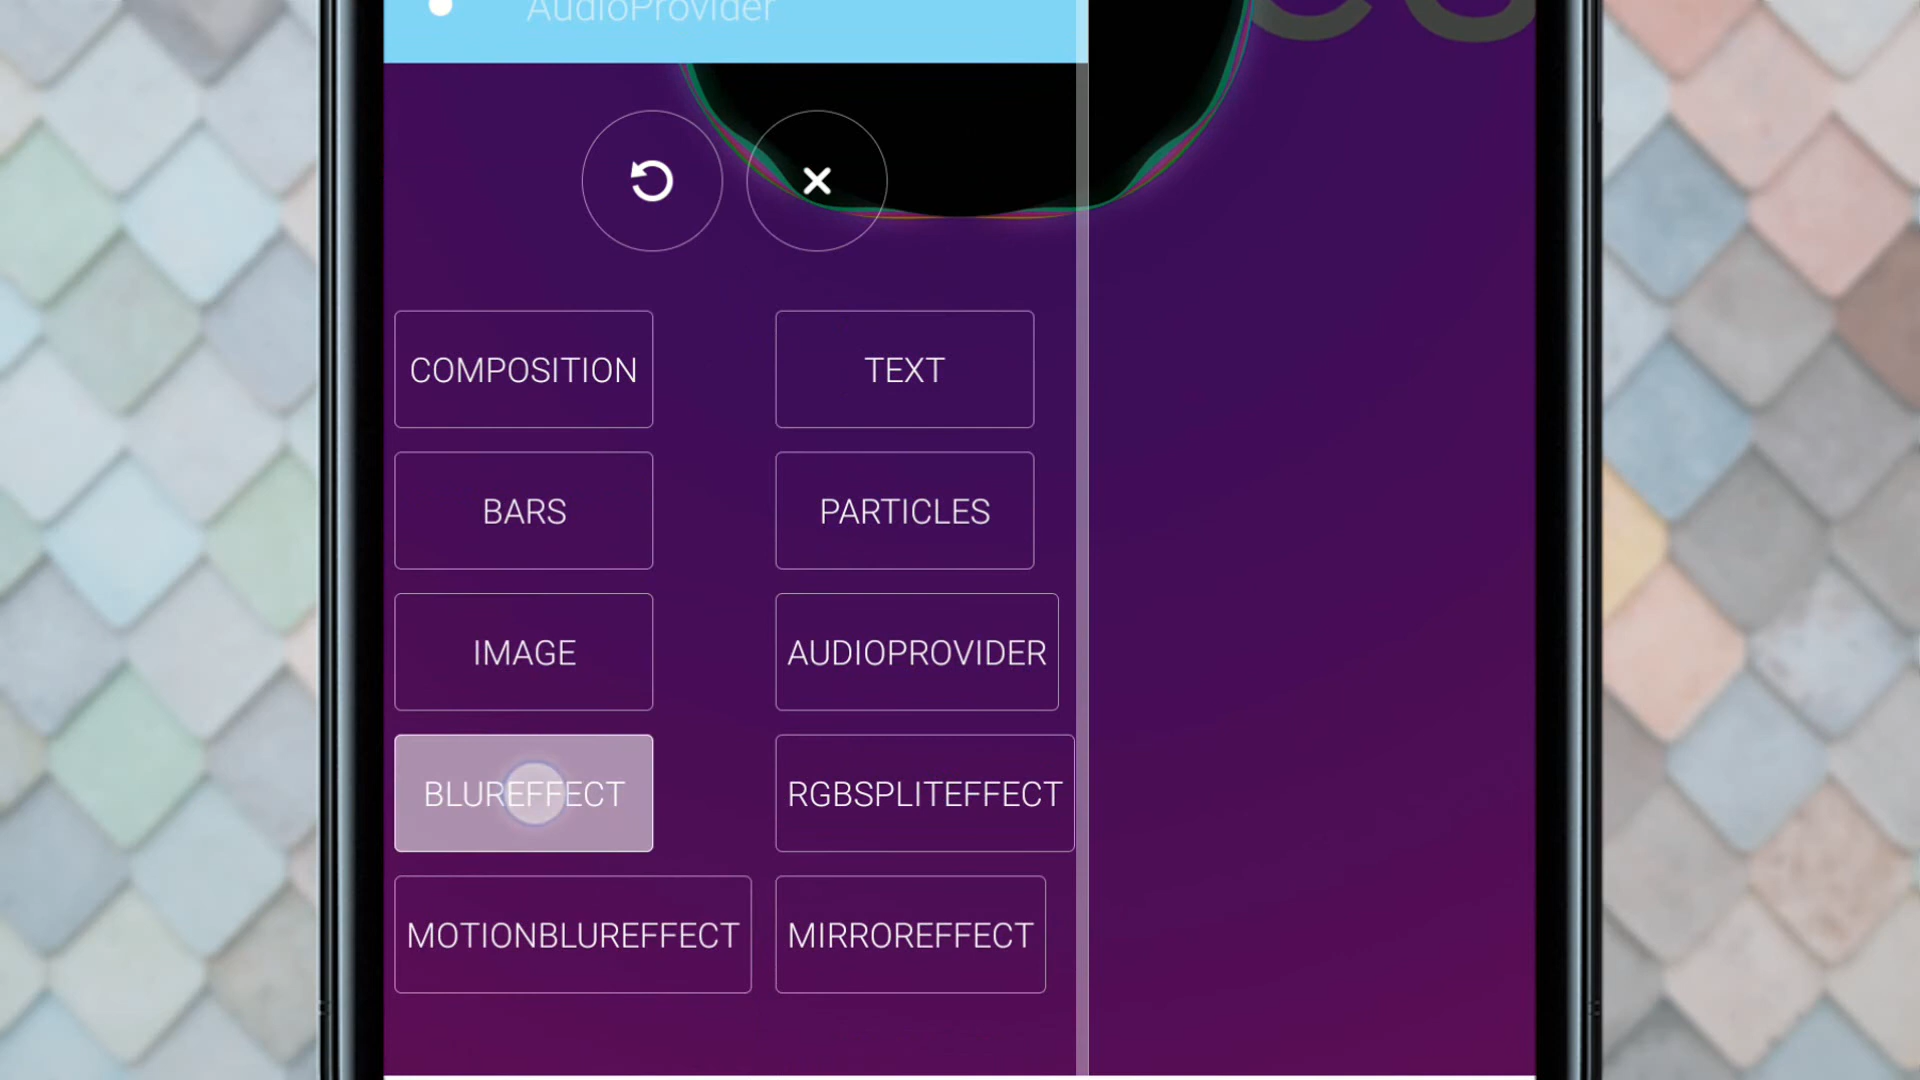 AudioProvider
COMPOSITION
TEXT
BARS
PARTICLES
IMAGE
AUDIOPROVIDER
BLUREFFECT
RGBSPLITEFFECT
MOTIONBLUREFFECT
MIRROREFFECT